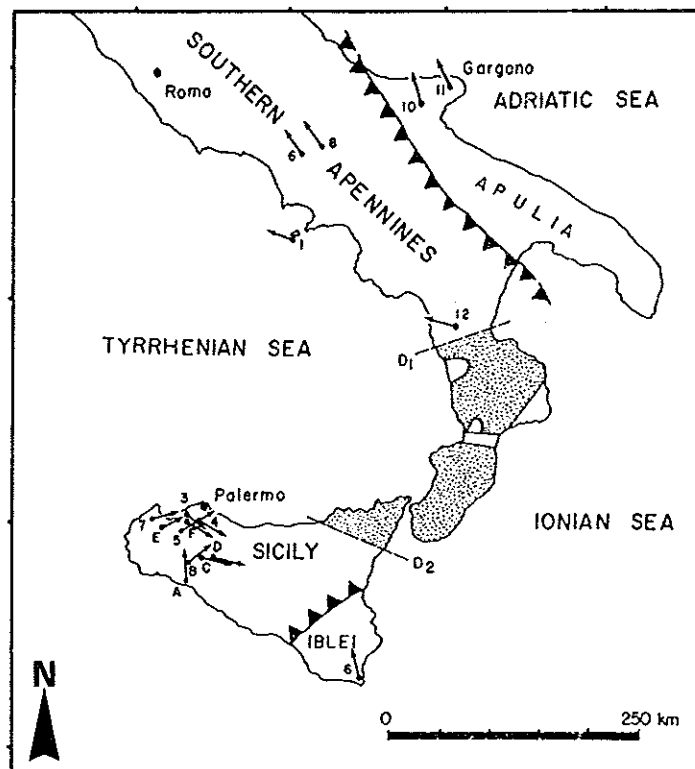 Gargano
Roma
11
10
ADRIATIC SEA
SOUTHERN
8
6
APENNINES
APULIA
1
12
TYRRHENIAN SEA
D1
3
Palermo
7
4
E
5
F
IONIAN SEA
D
SICILY
B
C
D2
A
IBLEI
6
N
0 250 km